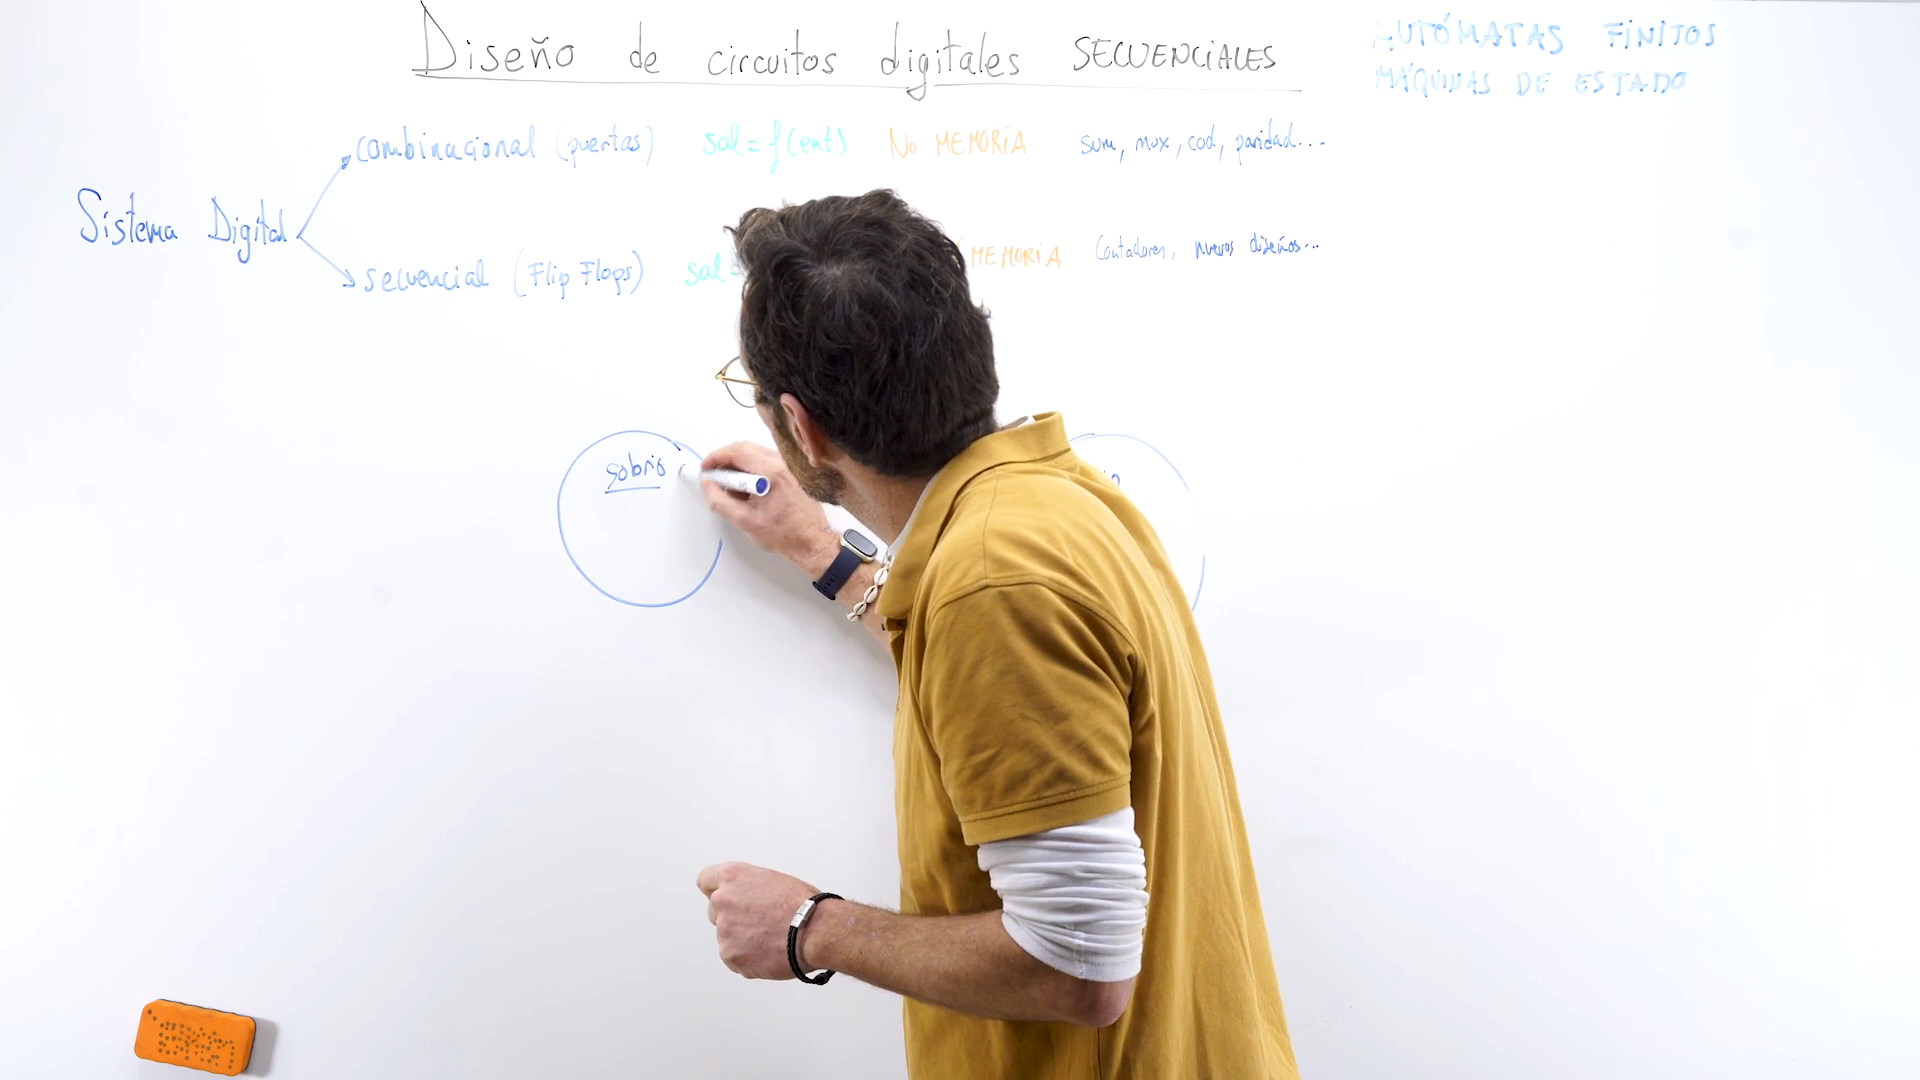 Diseño de circuitos digitales SECUENCiALES
AUTÓMATAS FiNiTOS
MÁQUINAS DE ESTADO
combinacional (puertas) sal = f(ent) No MEMORiA sum, mux, cod, paridad...
Sistema Digital
secuencial (Flip Flops) sal = MEMORiA Contadores, nuevos diseños...
sobrio